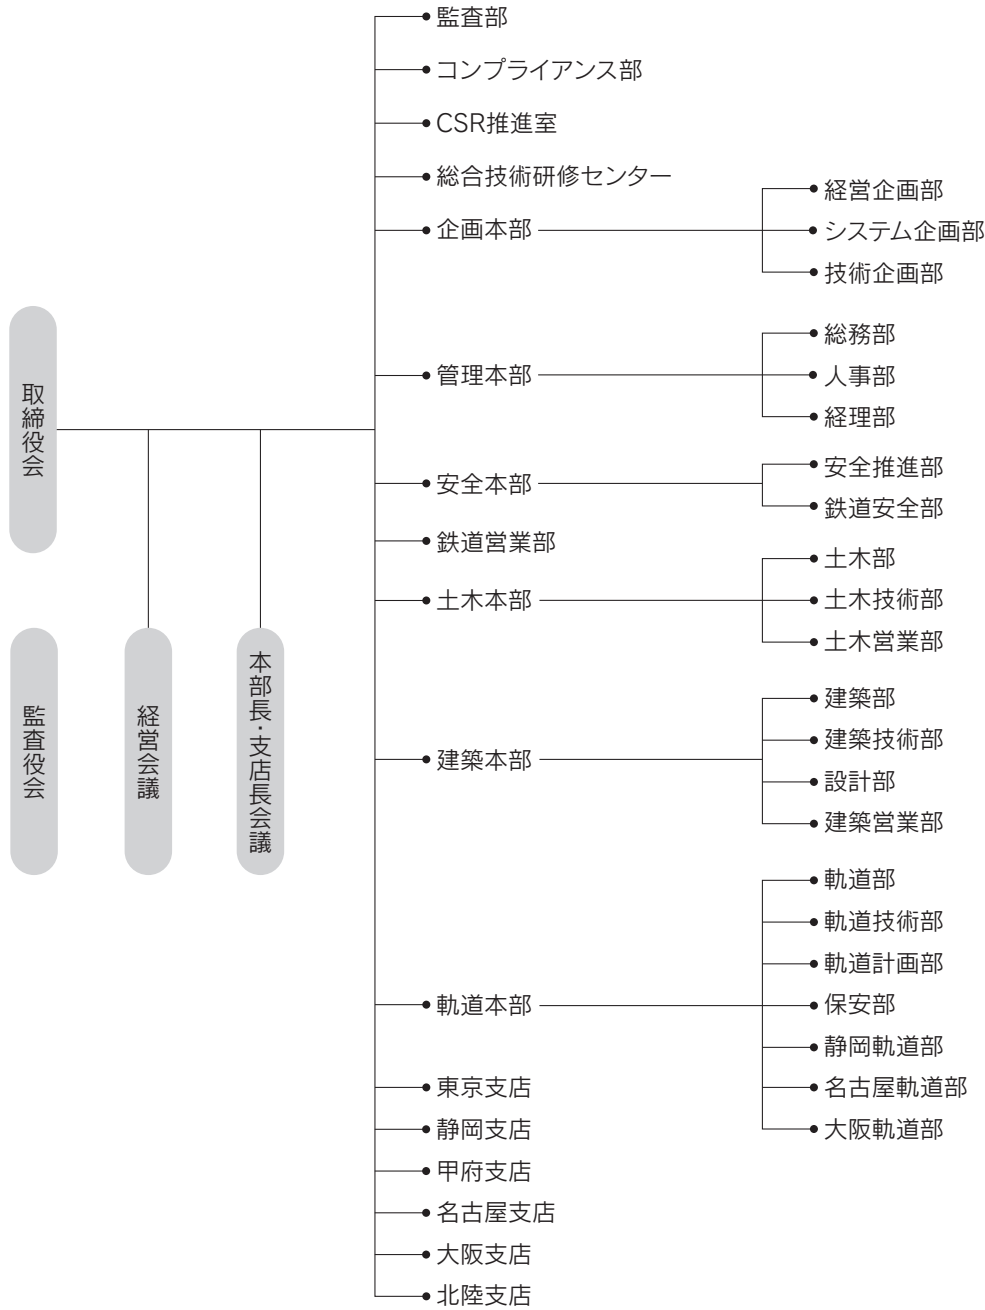 取締役会
監査役会
経営会議
本部長・支店長会議
監査部
コンプライアンス部
CSR推進室
総合技術研修センター
企画本部
経営企画部
システム企画部
技術企画部
管理本部
総務部
人事部
経理部
安全本部
安全推進部
鉄道安全部
鉄道営業部
土木本部
土木部
土木技術部
土木営業部
建築本部
建築部
建築技術部
設計部
建築営業部
軌道本部
軌道部
軌道技術部
軌道計画部
保安部
静岡軌道部
名古屋軌道部
大阪軌道部
東京支店
静岡支店
甲府支店
名古屋支店
大阪支店
北陸支店